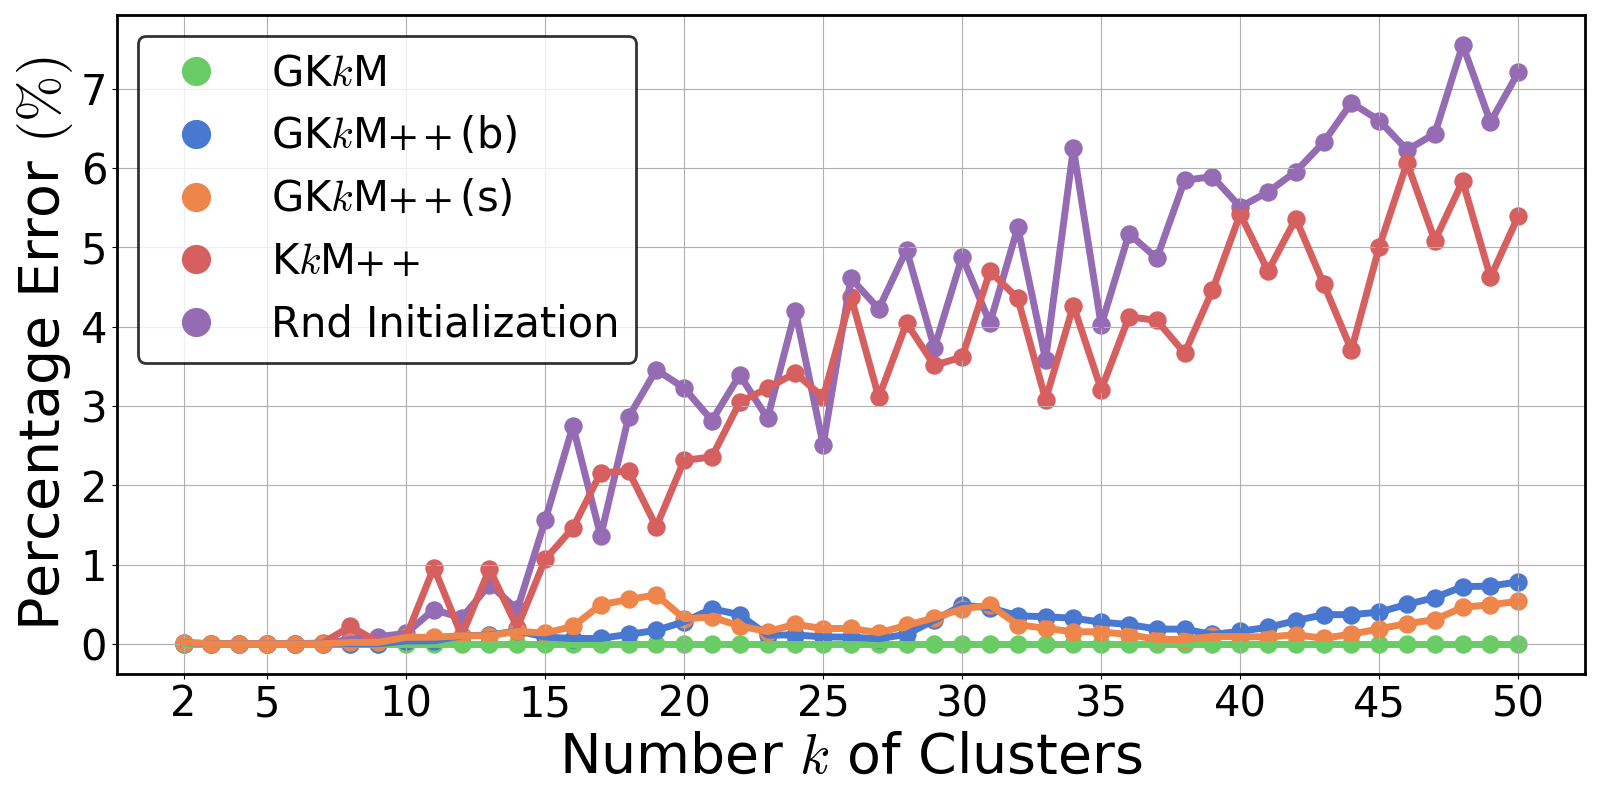 Percentage Error (%)
7
6
5
4
3
2
1
0
GKkM
GKkM++(b)
GKkM++(s)
KkM++
Rnd Initialization
2 5 10 15 20 25 30 35 40 45 50
Number k of Clusters